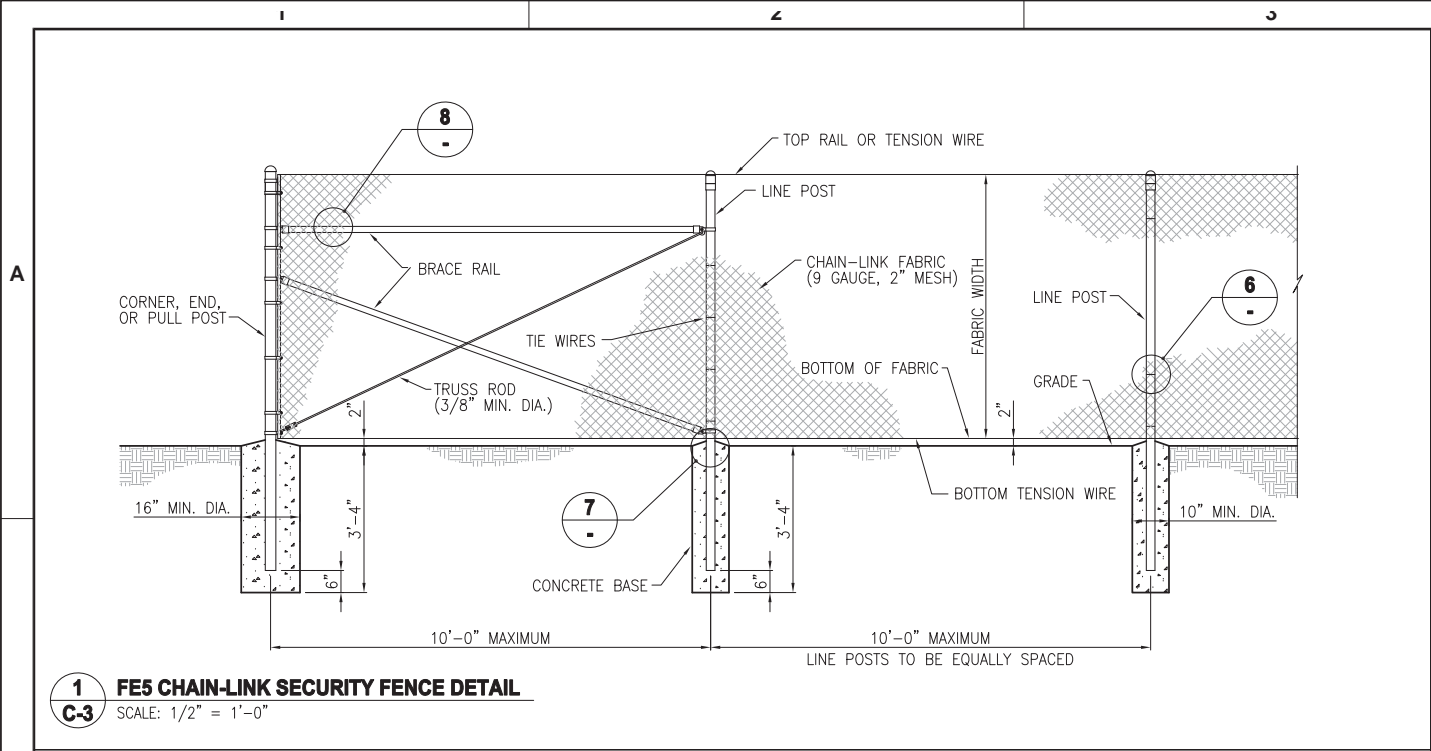 1 2 3
A
8
-
TOP RAIL OR TENSION WIRE
LINE POST
BRACE RAIL
CHAIN-LINK FABRIC
(9 GAUGE, 2" MESH)
FABRIC WIDTH
LINE POST
6
-
CORNER, END,
OR PULL POST
TIE WIRES
BOTTOM OF FABRIC
GRADE
TRUSS ROD
(3/8" MIN. DIA.)
2"
2"
16" MIN. DIA.
3'-4"
7
-
3'-4"
BOTTOM TENSION WIRE
10" MIN. DIA.
6"
CONCRETE BASE
6"
10'-0" MAXIMUM
10'-0" MAXIMUM
LINE POSTS TO BE EQUALLY SPACED
1
C-3
FE5 CHAIN-LINK SECURITY FENCE DETAIL
SCALE: 1/2" = 1'-0"